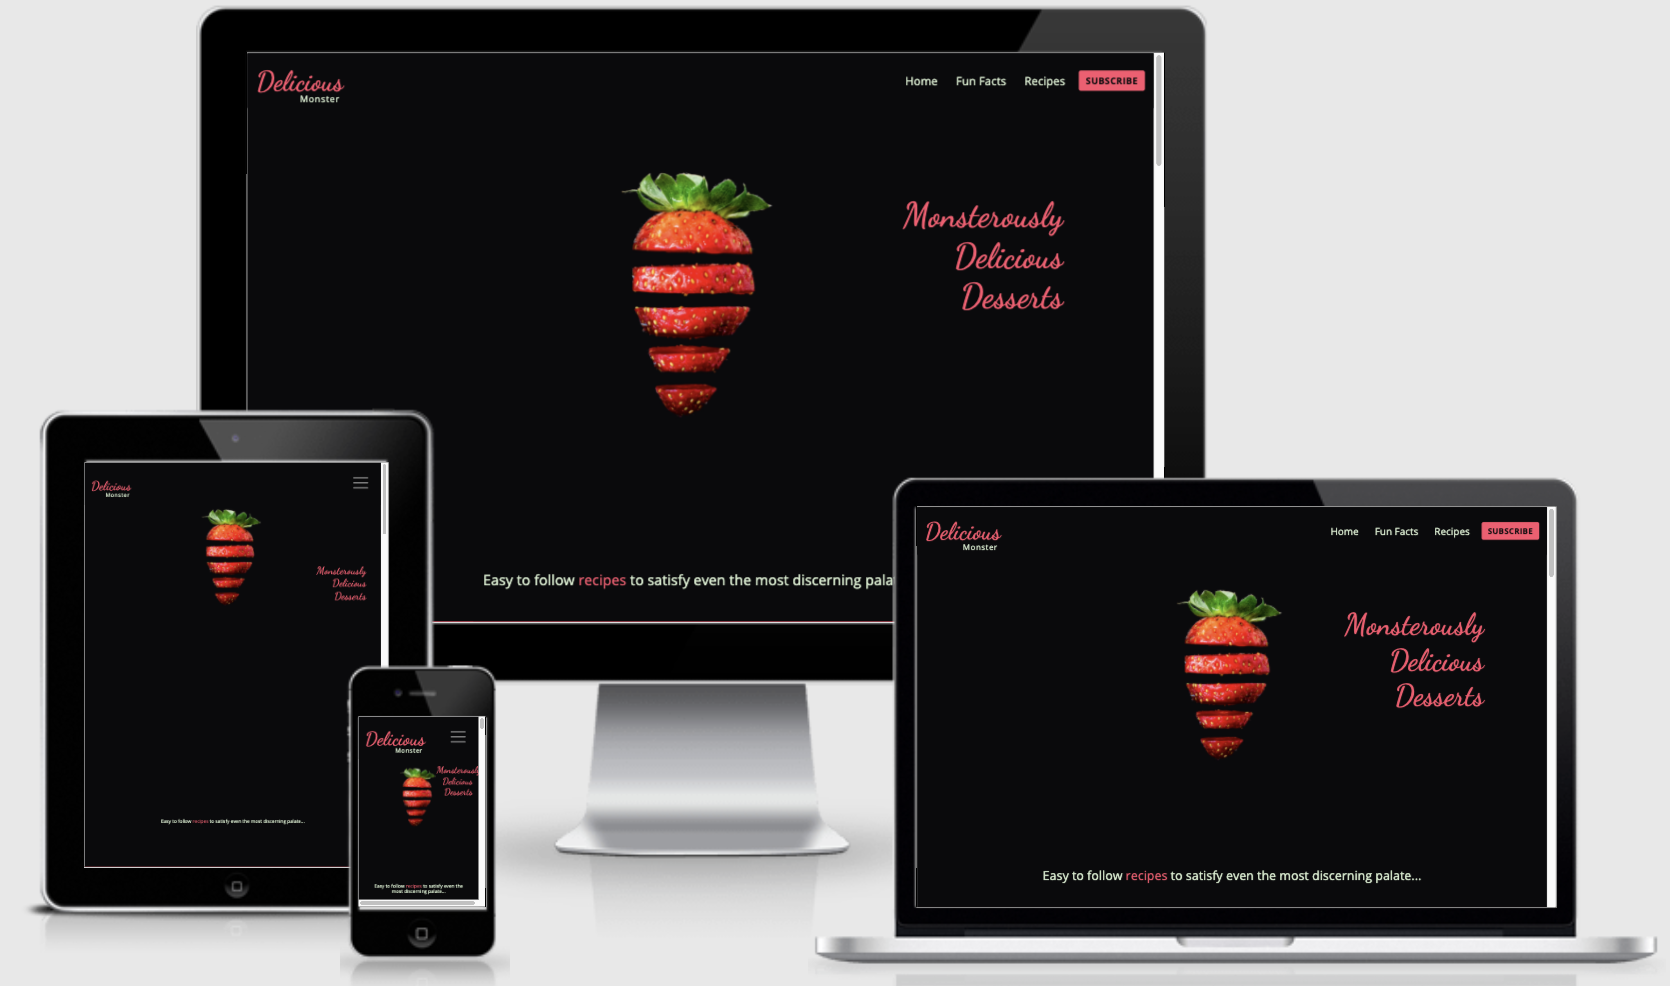 Delicious
Monster
Home Fun Facts Recipes SUBSCRIBE
Monsterously
Delicious
Desserts
Easy to follow recipes to satisfy even the most discerning pala
Delicious
Monster
Monsterously
Delicious
Desserts
Easy to follow recipes to satisfy even the most discerning palate...
Delicious
Monster
Monsterously
Delicious
Desserts
Easy to follow recipes to satisfy even the
most discerning palate...
Delicious
Monster
Home Fun Facts Recipes SUBSCRIBE
Monsterously
Delicious
Desserts
Easy to follow recipes to satisfy even the most discerning palate...